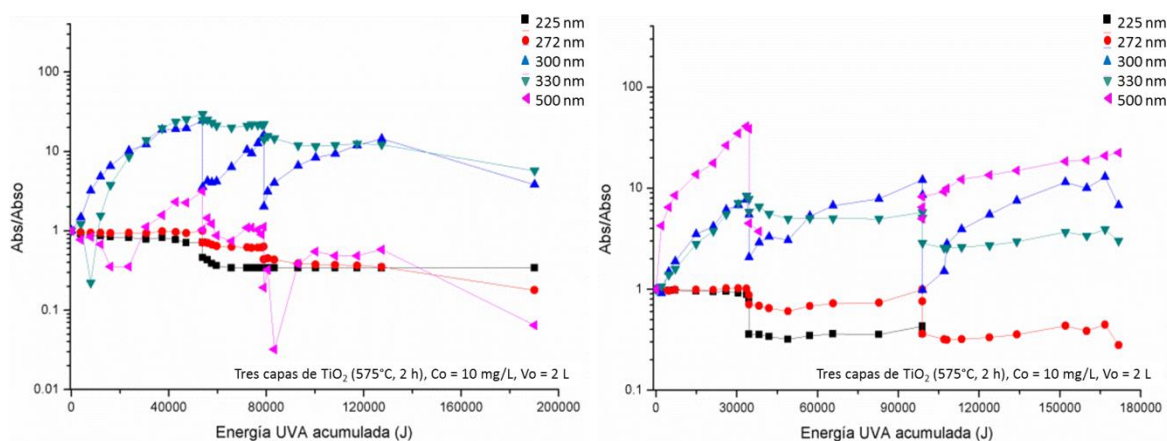 225 nm
272 nm
300 nm
330 nm
500 nm
100
10
1
0.1
0.01
Abs/Abso
Tres capas de TiO2 (575°C, 2 h), Co = 10 mg/L, Vo = 2 L
0 40000 80000 120000 160000 200000
Energía UVA acumulada (J)
225 nm
272 nm
300 nm
330 nm
500 nm
100
10
1
0.1
Abs/Abso
Tres capas de TiO2 (575°C, 2 h), Co = 10 mg/L, Vo = 2 L
0 30000 60000 90000 120000 150000 180000
Energía UVA acumulada (J)